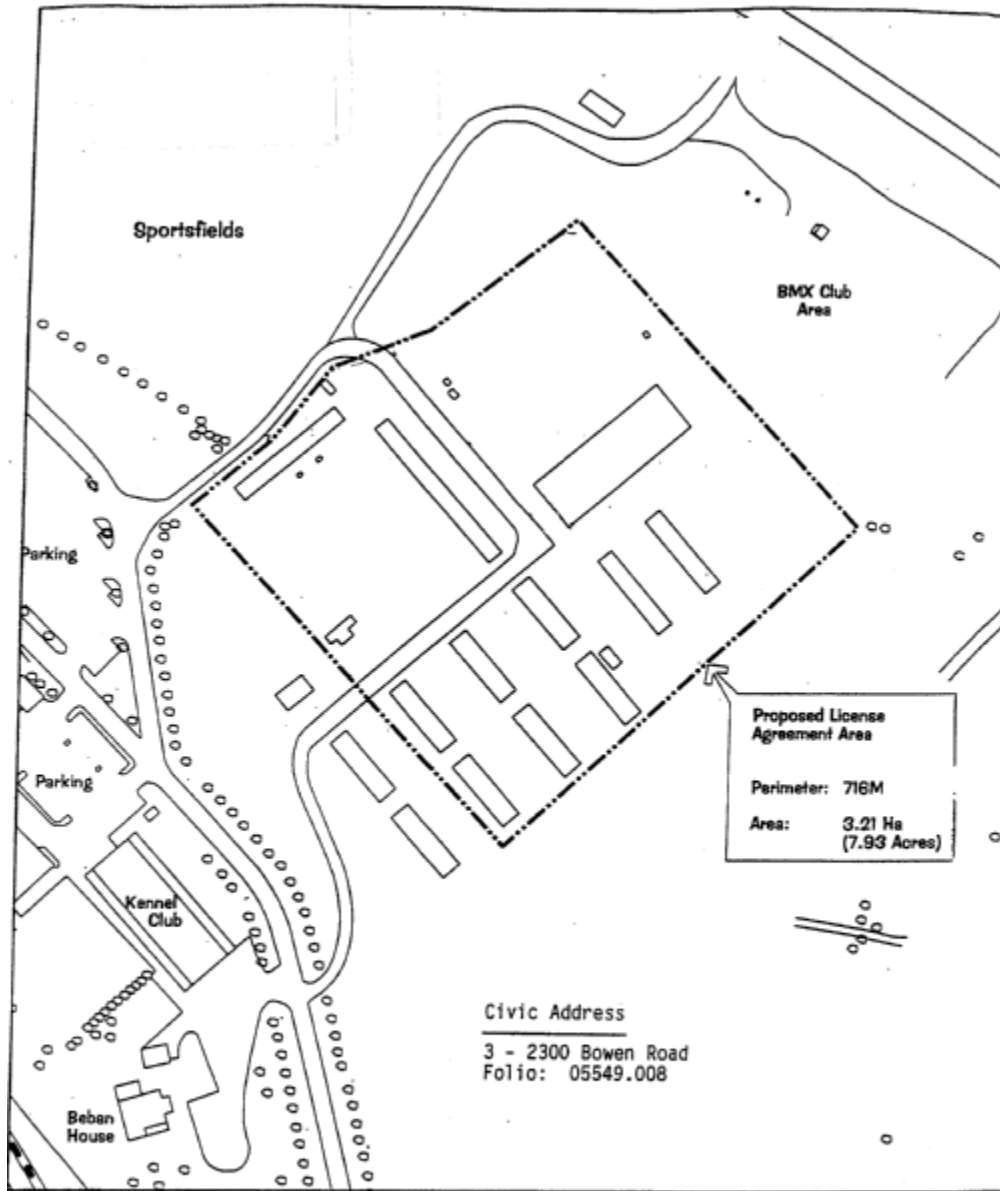 Sportsfields
BMX Club
Area
Parking
Proposed License
Agreement Area
Perimeter: 716M
Area: 3.21 Ha
(7.93 Acres)
Parking
Kennel
Club
Civic Address
3 - 2300 Bowen Road
Folio: 05549.008
Beban
House